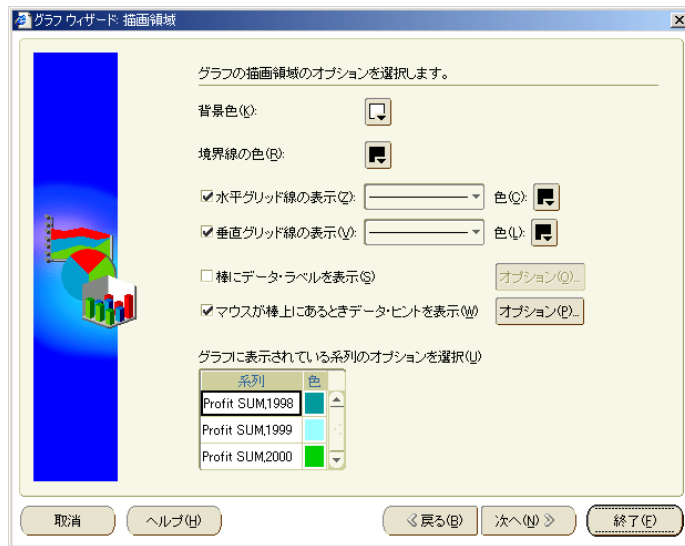 グラフ ウィザード: 描画領域
グラフの描画領域のオプションを選択します。
背景色(K):
境界線の色(R):
水平グリッド線の表示(Z): 色(C):
垂直グリッド線の表示(V): 色(L):
棒にデータ・ラベルを表示(S) オプション(O)...
マウスが棒上にあるときデータ・ヒントを表示(W) オプション(P)...
グラフに表示されている系列のオプションを選択(U)
系列 色
Profit SUM,1998
Profit SUM,1999
Profit SUM,2000
取消 ヘルプ(H) 戻る(B) 次へ(N) 終了(F)